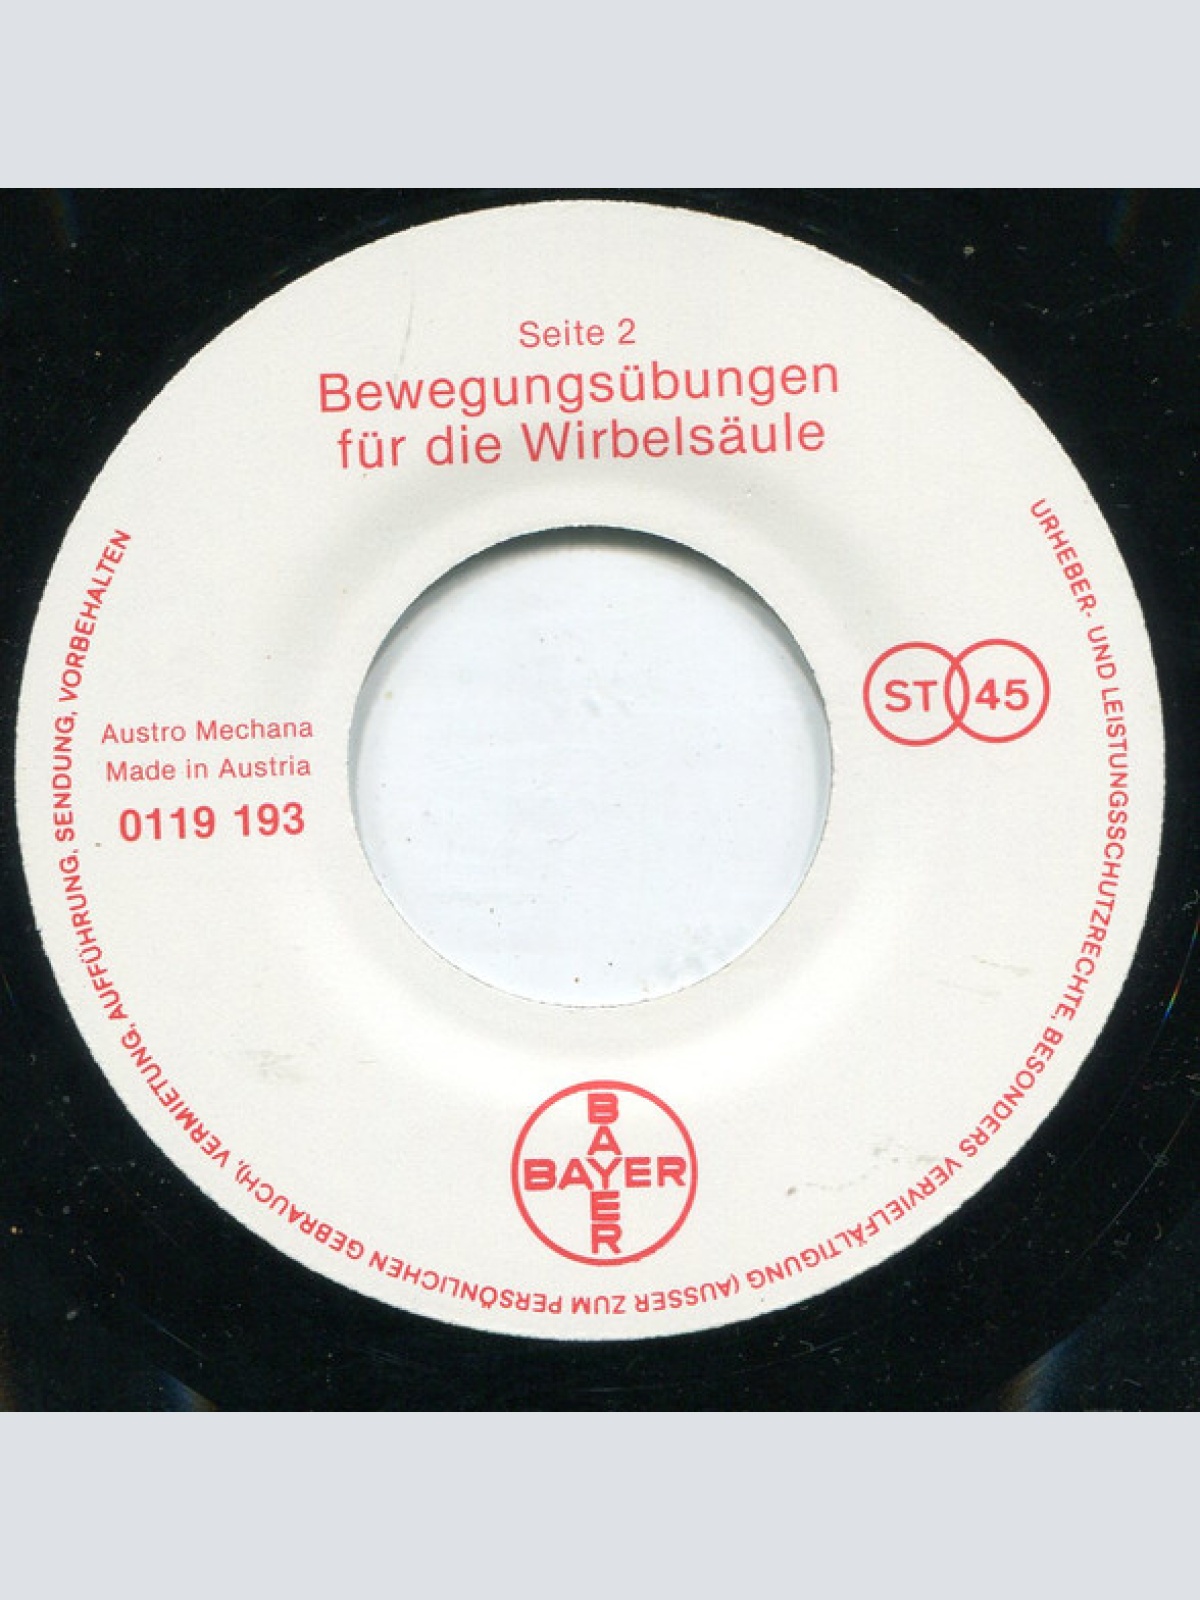 Seite 2
Bewegungsübungen
für die Wirbelsäule
ST 45
Austro Mechana
Made in Austria
0119 193
BAYER
BAYER
URHEBER- UND LEISTUNGSSCHUTZRECHTE, BESONDERS VERVIELFÄLTIGUNG (AUSSER ZUM PERSÖNLICHEN GEBRAUCH), VERMIETUNG, AUFFÜHRUNG, SENDUNG, VORBEHALTEN